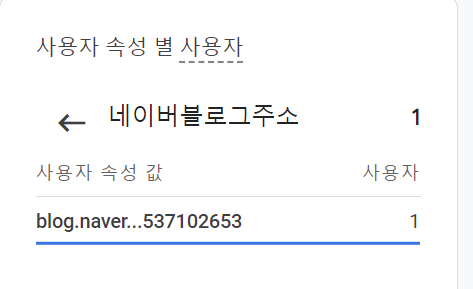 사용자 속성 별 사용자
← 네이버블로그주소 1
사용자 속성 값 사용자
blog.naver...537102653 1